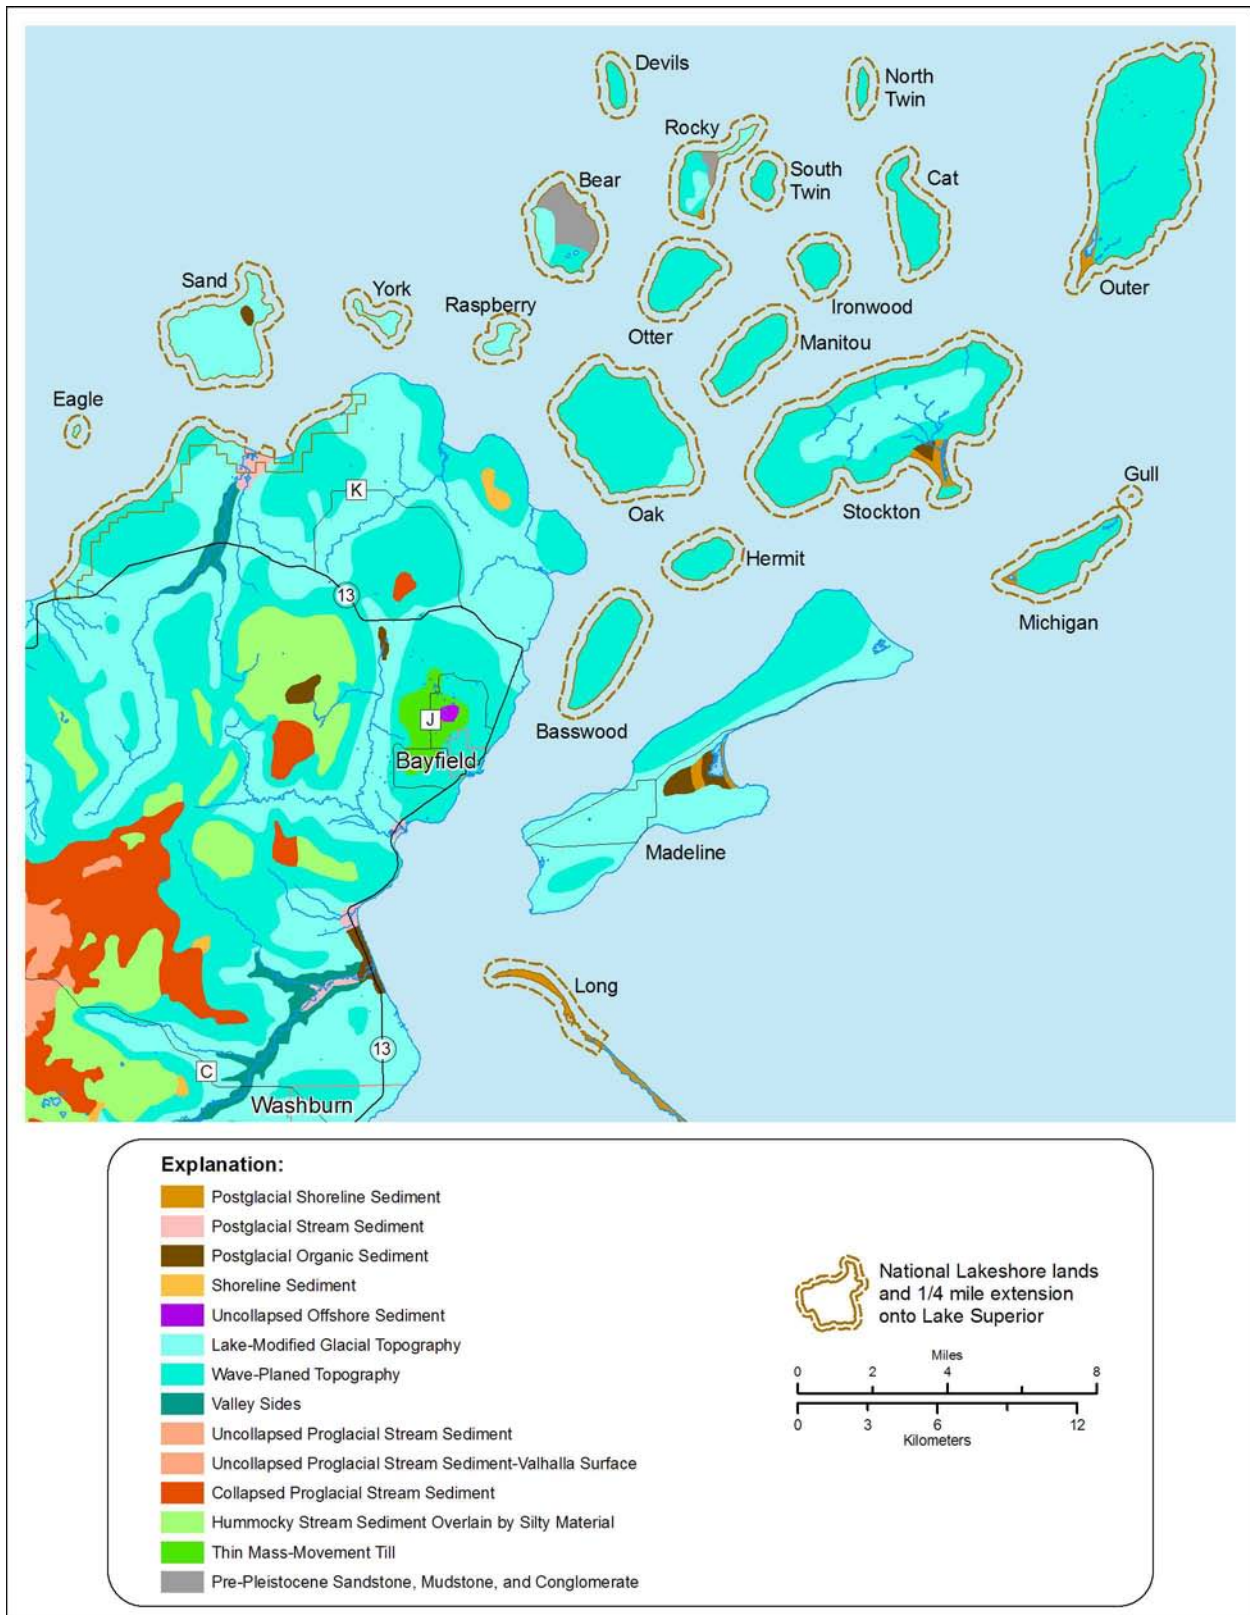 Devils
North
Twin
Rocky
South
Twin
Cat
Bear
Outer
Sand
York
Raspberry
Ironwood
Otter
Manitou
Eagle
K
Gull
Oak
Stockton
Hermit
13
Michigan
J
Basswood
Bayfield
Madeline
Long
13
C
Washburn
Explanation:
Postglacial Shoreline Sediment
Postglacial Stream Sediment
Postglacial Organic Sediment
Shoreline Sediment
Uncollapsed Offshore Sediment
Lake-Modified Glacial Topography
Wave-Planed Topography
Valley Sides
Uncollapsed Proglacial Stream Sediment
Uncollapsed Proglacial Stream Sediment-Valhalla Surface
Collapsed Proglacial Stream Sediment
Hummocky Stream Sediment Overlain by Silty Material
Thin Mass-Movement Till
Pre-Pleistocene Sandstone, Mudstone, and Conglomerate
National Lakeshore lands
and 1/4 mile extension
onto Lake Superior
Miles
0 2 4 8
0 3 6 12
Kilometers